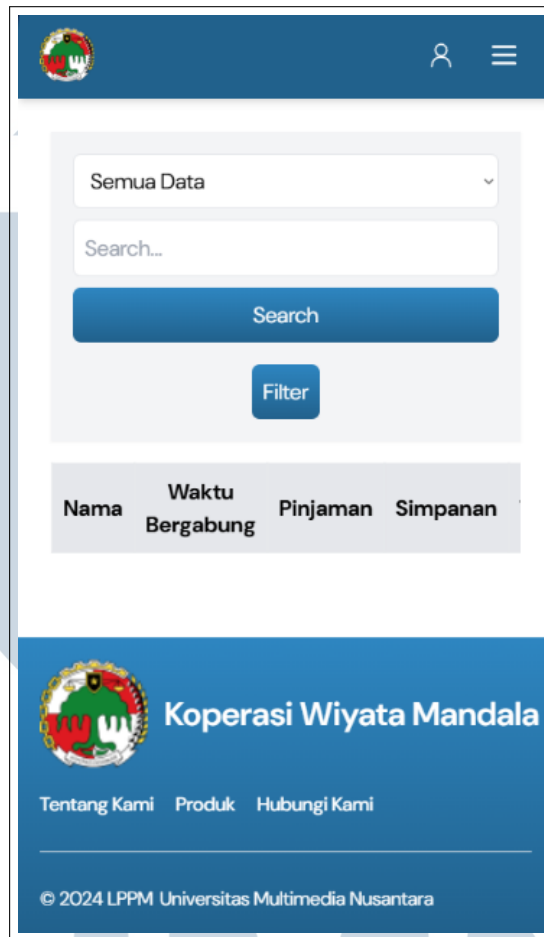 Semua Data
Search...
Search
Filter
Nama Waktu Bergabung Pinjaman Simpanan
Koperasi Wiyata Mandala
Tentang Kami Produk Hubungi Kami
© 2024 LPPM Universitas Multimedia Nusantara